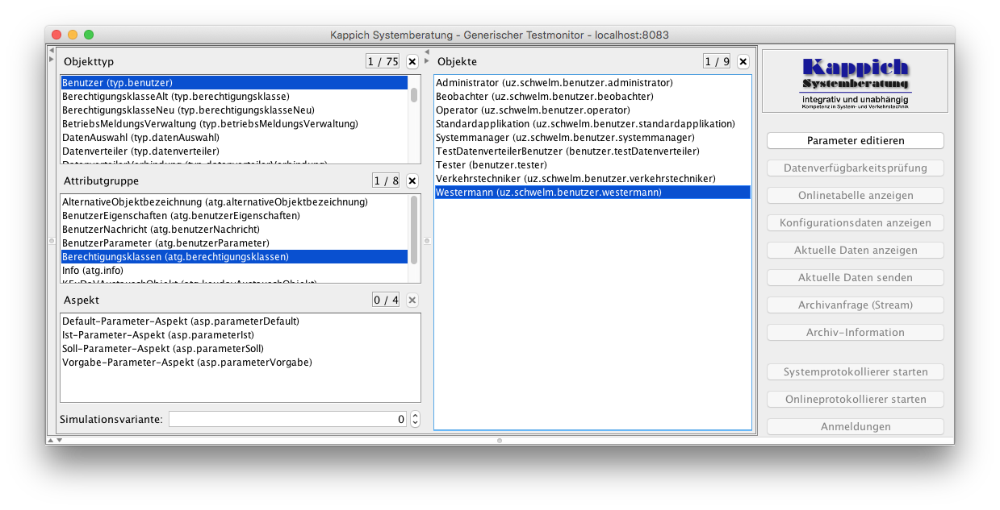 Kappich Systemberatung - Generischer Testmonitor - localhost:8083
Objekttyp
1 / 75
Benutzer (typ.benutzer)
BerechtigungsklasseAlt (typ.berechtigungsklasse)
BerechtigungsklasseNeu (typ.berechtigungsklasseNeu)
BetriebsMeldungsVerwaltung (typ.betriebsMeldungsVerwaltung)
DatenAuswahl (typ.datenAuswahl)
Datenverteiler (typ.datenverteiler)
DatenverteilerVerbindung (typ.datenverteilerVerbindung)
Attributgruppe
1 / 8
AlternativeObjektbezeichnung (atg.alternativeObjektbezeichnung)
BenutzerEigenschaften (atg.benutzerEigenschaften)
BenutzerNachricht (atg.benutzerNachricht)
BenutzerParameter (atg.benutzerParameter)
Berechtigungsklassen (atg.berechtigungsklassen)
Info (atg.info)
KExDaVAustauschObjekt (atg.kexdavAustauschObjekt)
Aspekt
0 / 4
Default-Parameter-Aspekt (asp.parameterDefault)
Ist-Parameter-Aspekt (asp.parameterIst)
Soll-Parameter-Aspekt (asp.parameterSoll)
Vorgabe-Parameter-Aspekt (asp.parameterVorgabe)
Simulationsvariante:
0
Objekte
1 / 9
Administrator (uz.schwelm.benutzer.administrator)
Beobachter (uz.schwelm.benutzer.beobachter)
Operator (uz.schwelm.benutzer.operator)
Standardapplikation (uz.schwelm.benutzer.standardapplikation)
Systemmanager (uz.schwelm.benutzer.systemmanager)
TestDatenverteilerBenutzer (benutzer.testDatenverteiler)
Tester (benutzer.tester)
Verkehrstechniker (uz.schwelm.benutzer.verkehrstechniker)
Westermann (uz.schwelm.benutzer.westermann)
Kappich
Systemberatung
integrativ und unabhängig
Kompetenz in System- und Verkehrstechnik
Parameter editieren
Datenverfügbarkeitsprüfung
Onlinetabelle anzeigen
Konfigurationsdaten anzeigen
Aktuelle Daten anzeigen
Aktuelle Daten senden
Archivanfrage (Stream)
Archiv-Information
Systemprotokollierer starten
Onlineprotokollierer starten
Anmeldungen